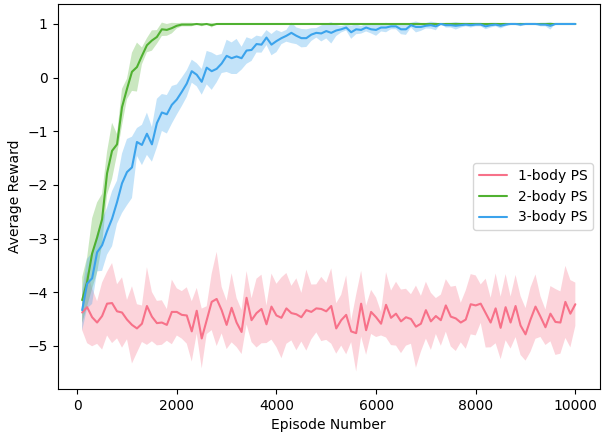 1
0
−1
−2
−3
−4
−5
Average Reward
1-body PS
2-body PS
3-body PS
0 2000 4000 6000 8000 10000
Episode Number